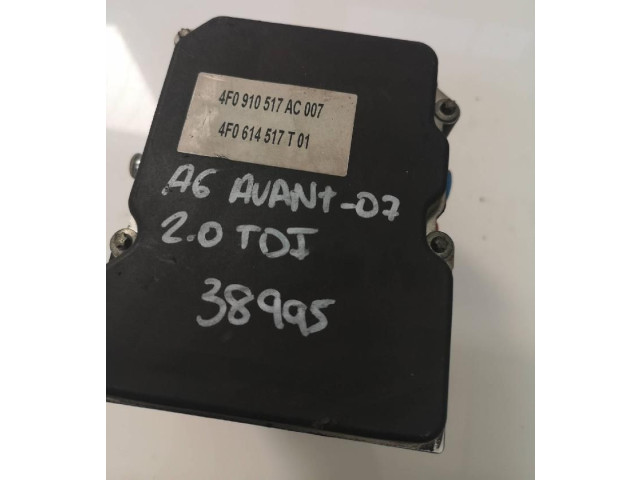 4F0 910 517 AC 007
4F0 614 517 T 01
A6 AVANT-07
2.0 TDI
38995